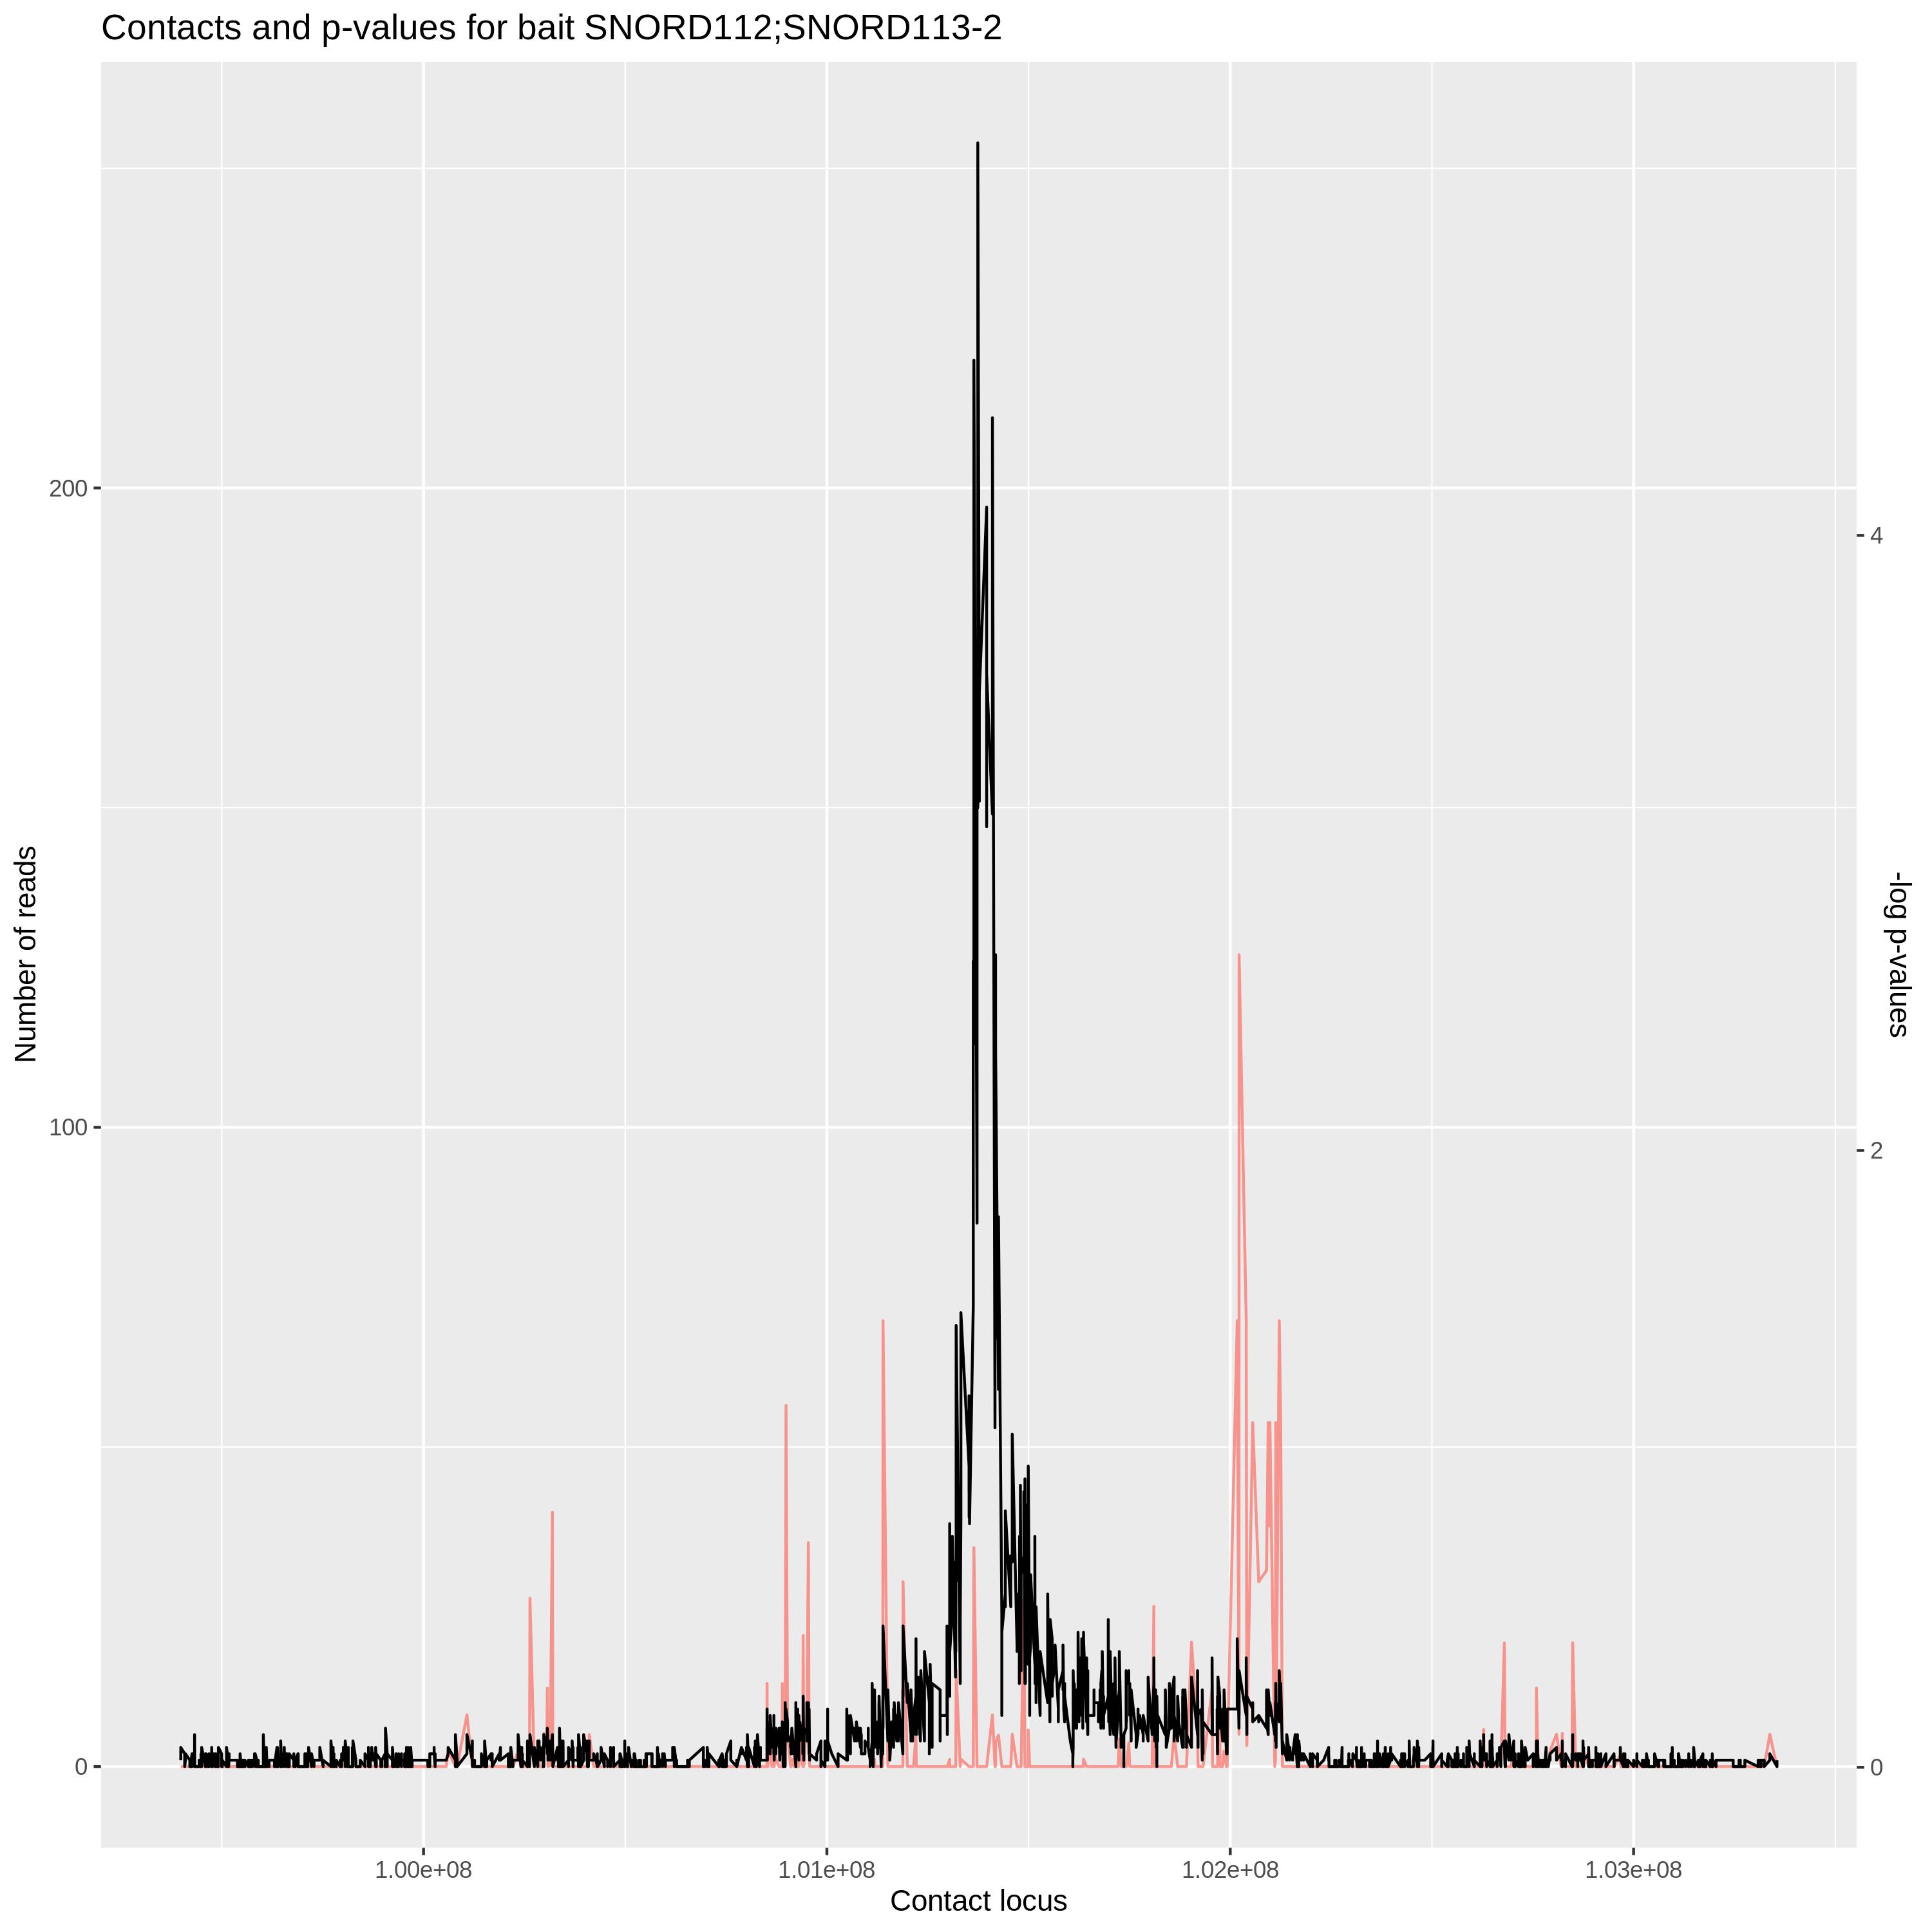 Contacts and p-values for bait SNORD112;SNORD113-2
Number of reads
200
100
0
4
2
0
-log p-values
1.00e+08
1.01e+08
1.02e+08
1.03e+08
Contact locus